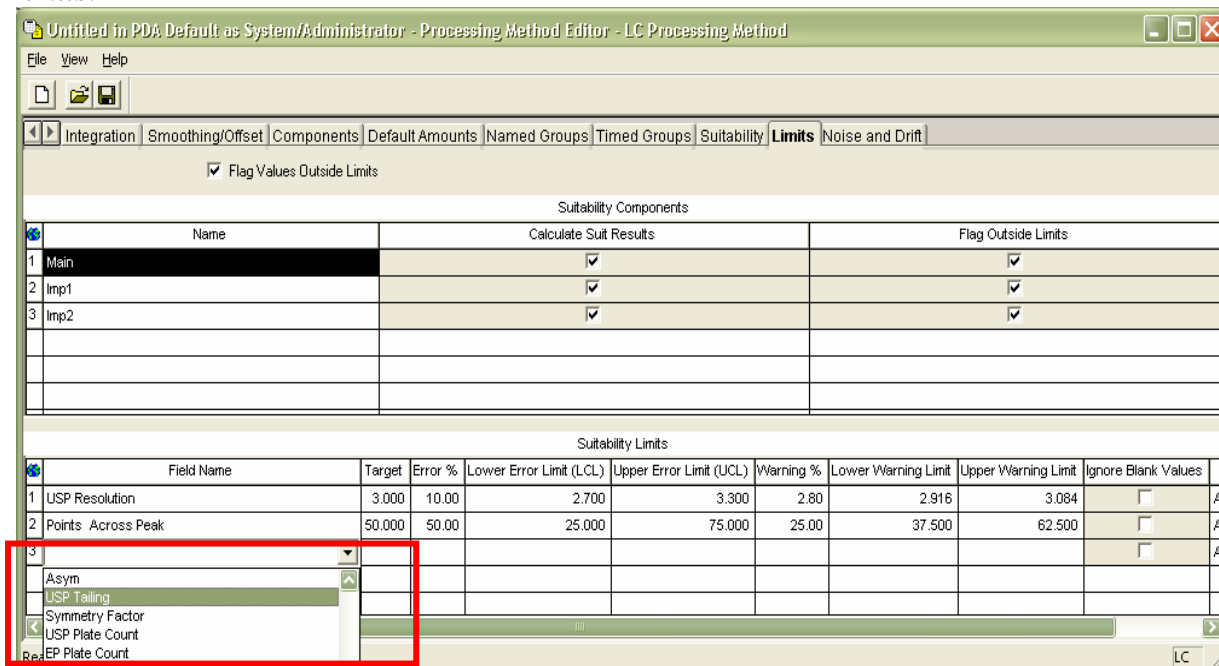 Untitled in PDA Default as System/Administrator - Processing Method Editor - LC Processing Method
File View Help
Integration Smoothing/Offset Components Default Amounts Named Groups Timed Groups Suitability Limits Noise and Drift
Flag Values Outside Limits
Suitability Components
Name Calculate Suit Results Flag Outside Limits
1 Main
2 Imp1
3 Imp2
Suitability Limits
Field Name Target Error % Lower Error Limit (LCL) Upper Error Limit (UCL) Warning % Lower Warning Limit Upper Warning Limit Ignore Blank Values
1 USP Resolution 3.000 10.00 2.700 3.300 2.80 2.916 3.084
2 Points Across Peak 50.000 50.00 25.000 75.000 25.00 37.500 62.500
3
Asym
USP Tailing
Symmetry Factor
USP Plate Count
EP Plate Count
LC